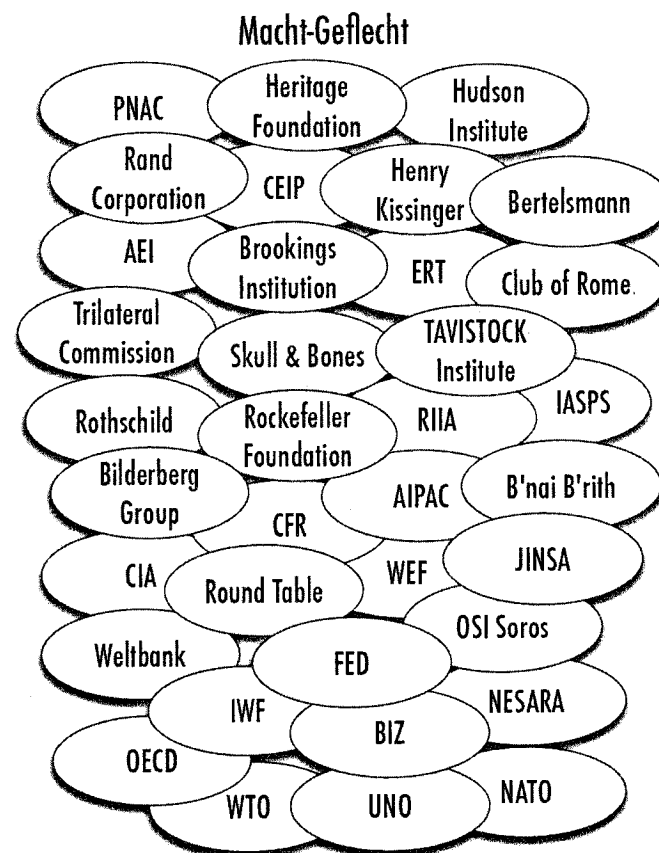 Macht-Geflecht
PNAC
Heritage
Foundation
Hudson
Institute
Rand
Corporation
CEIP
Henry
Kissinger
Bertelsmann
AEI
Brookings
Institution
ERT
Club of Rome
Trilateral
Commission
Skull & Bones
TAVISTOCK
Institute
Rothschild
Rockefeller
Foundation
RIIA
IASPS
Bilderberg
Group
CFR
AIPAC
B'nai B'rith
CIA
Round Table
WEF
JINSA
Weltbank
FED
OSI Soros
IWF
BIZ
NESARA
OECD
WTO
UNO
NATO